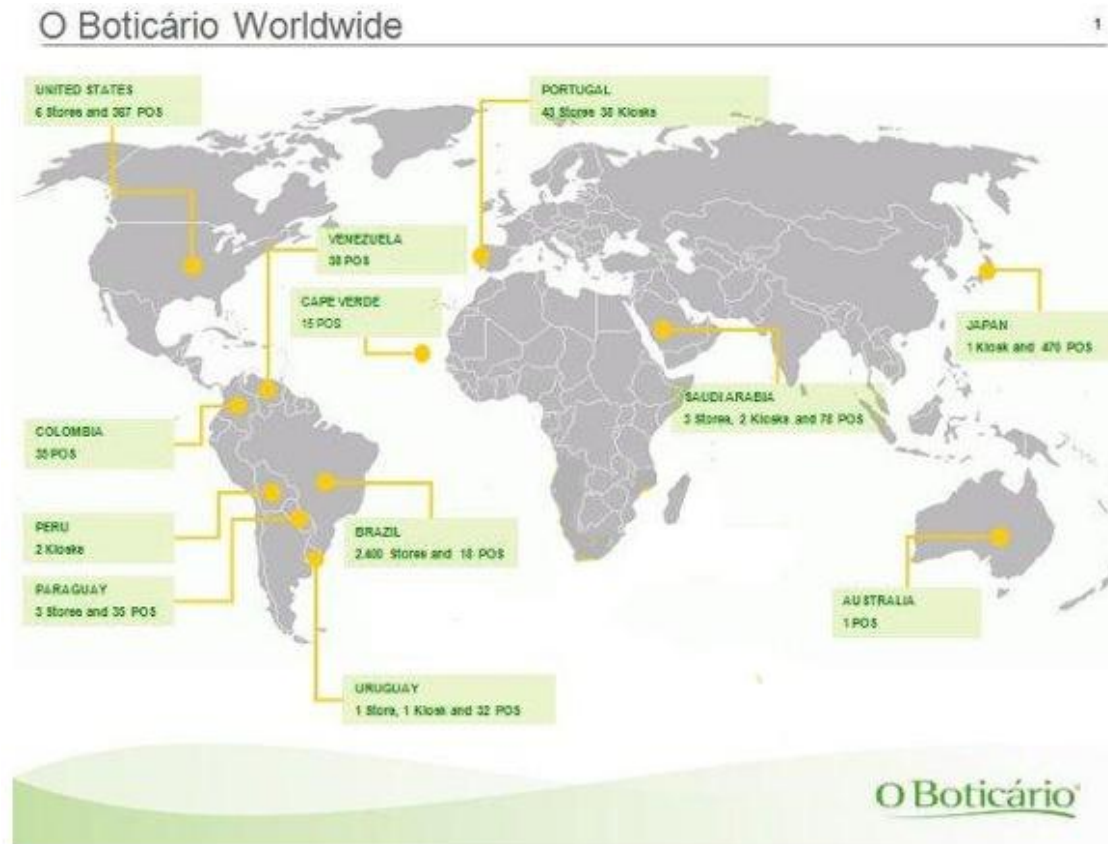 O Boticário Worldwide
1
UNITED STATES
6 Stores and 367 POS
PORTUGAL
Stores Kiosks
VENEZUELA
38 POS
CAPE VERDE
15 POS
JAPAN
1 Kiosk and 470 POS
SAUDI ARABIA
3 Stores, 2 Kiosks and 78 POS
COLOMBIA
35 POS
PERU
2 Kiosks
BRAZIL
2.400 Stores and 18 POS
PARAGUAY
3 Stores and 35 POS
AUSTRALIA
1 POS
URUGUAY
1 Store, 1 Kiosk and 32 POS
O Boticário